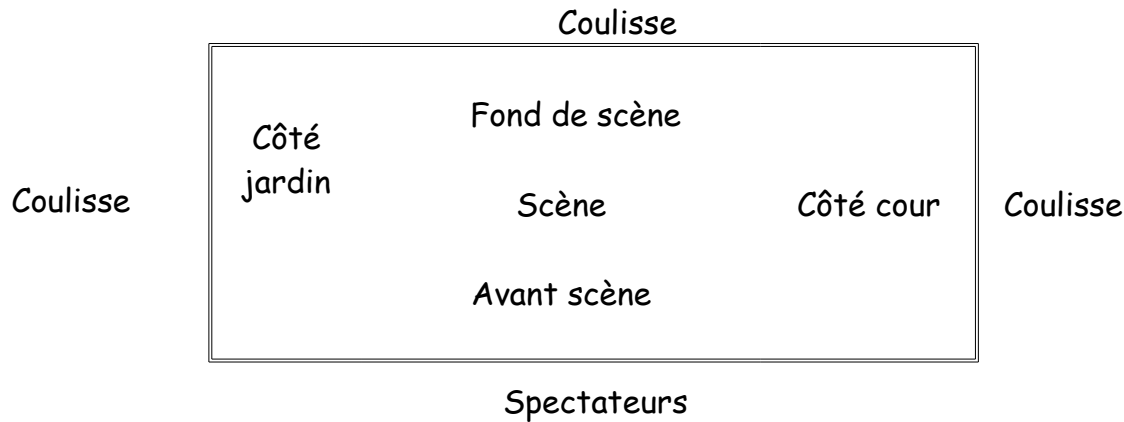 Coulisse
Fond de scène
Côté
jardin
Coulisse
Scène
Côté cour
Coulisse
Avant scène
Spectateurs